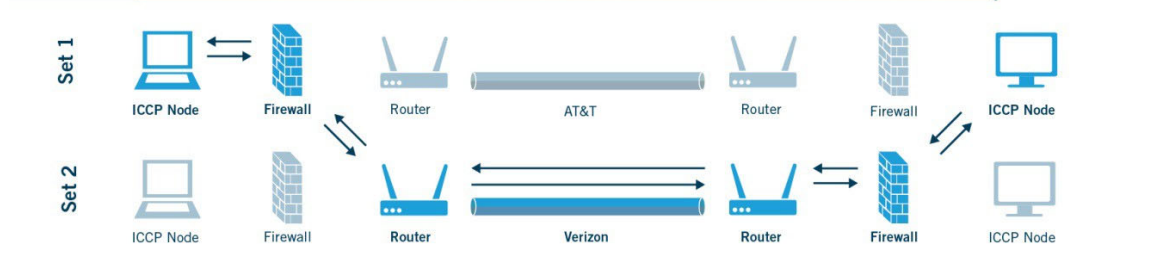 Set 1
ICCP Node
Firewall
Router
AT&T
Router
Firewall
ICCP Node
Set 2
ICCP Node
Firewall
Router
Verizon
Router
Firewall
ICCP Node